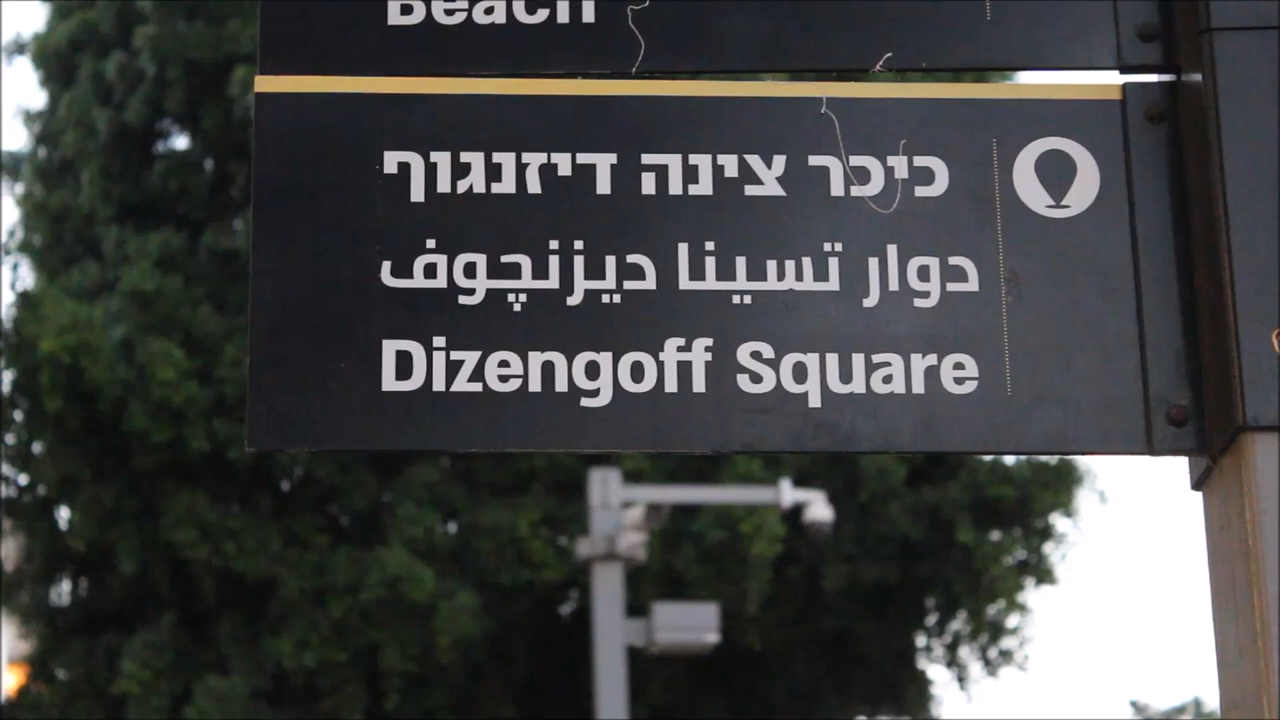 Beach
כיכר צינה דיזנגוף
دوار تسينا ديزنچوف
Dizengoff Square